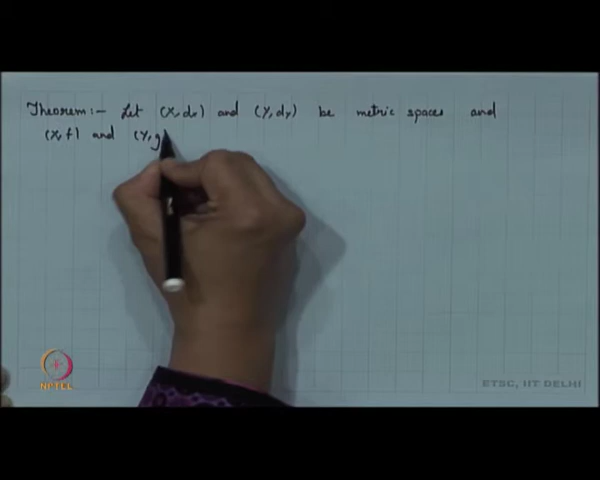 Theorem:- Let (X, dx) and (Y, dy) be metric spaces and
(X, f) and (Y, g
NPTEL
ETSC, IIT DELHI